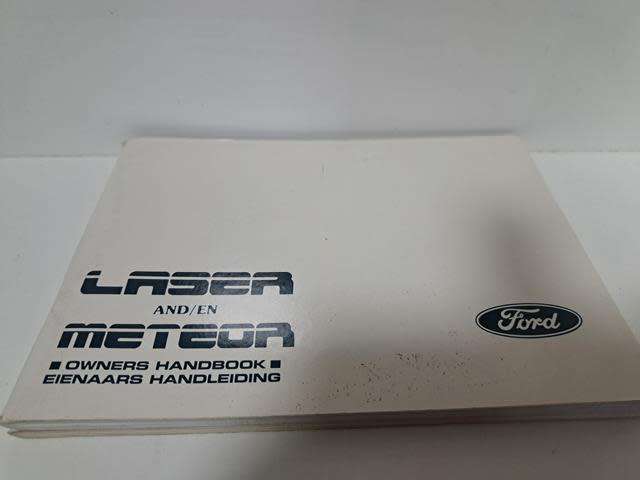 LASER
AND/EN
METEOR
OWNERS HANDBOOK
EIENAARS HANDLEIDING
Ford